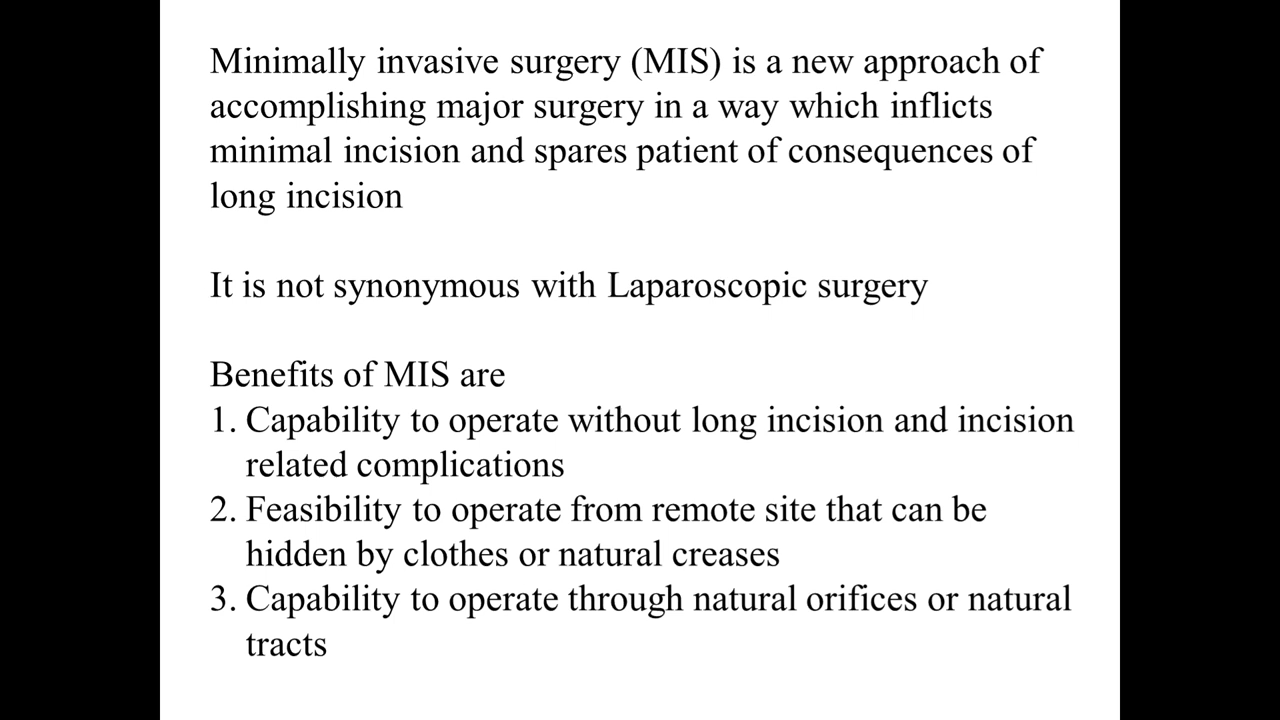 Minimally invasive surgery (MIS) is a new approach of
accomplishing major surgery in a way which inflicts
minimal incision and spares patient of consequences of
long incision
It is not synonymous with Laparoscopic surgery
Benefits of MIS are
1. Capability to operate without long incision and incision
related complications
2. Feasibility to operate from remote site that can be
hidden by clothes or natural creases
3. Capability to operate through natural orifices or natural
tracts